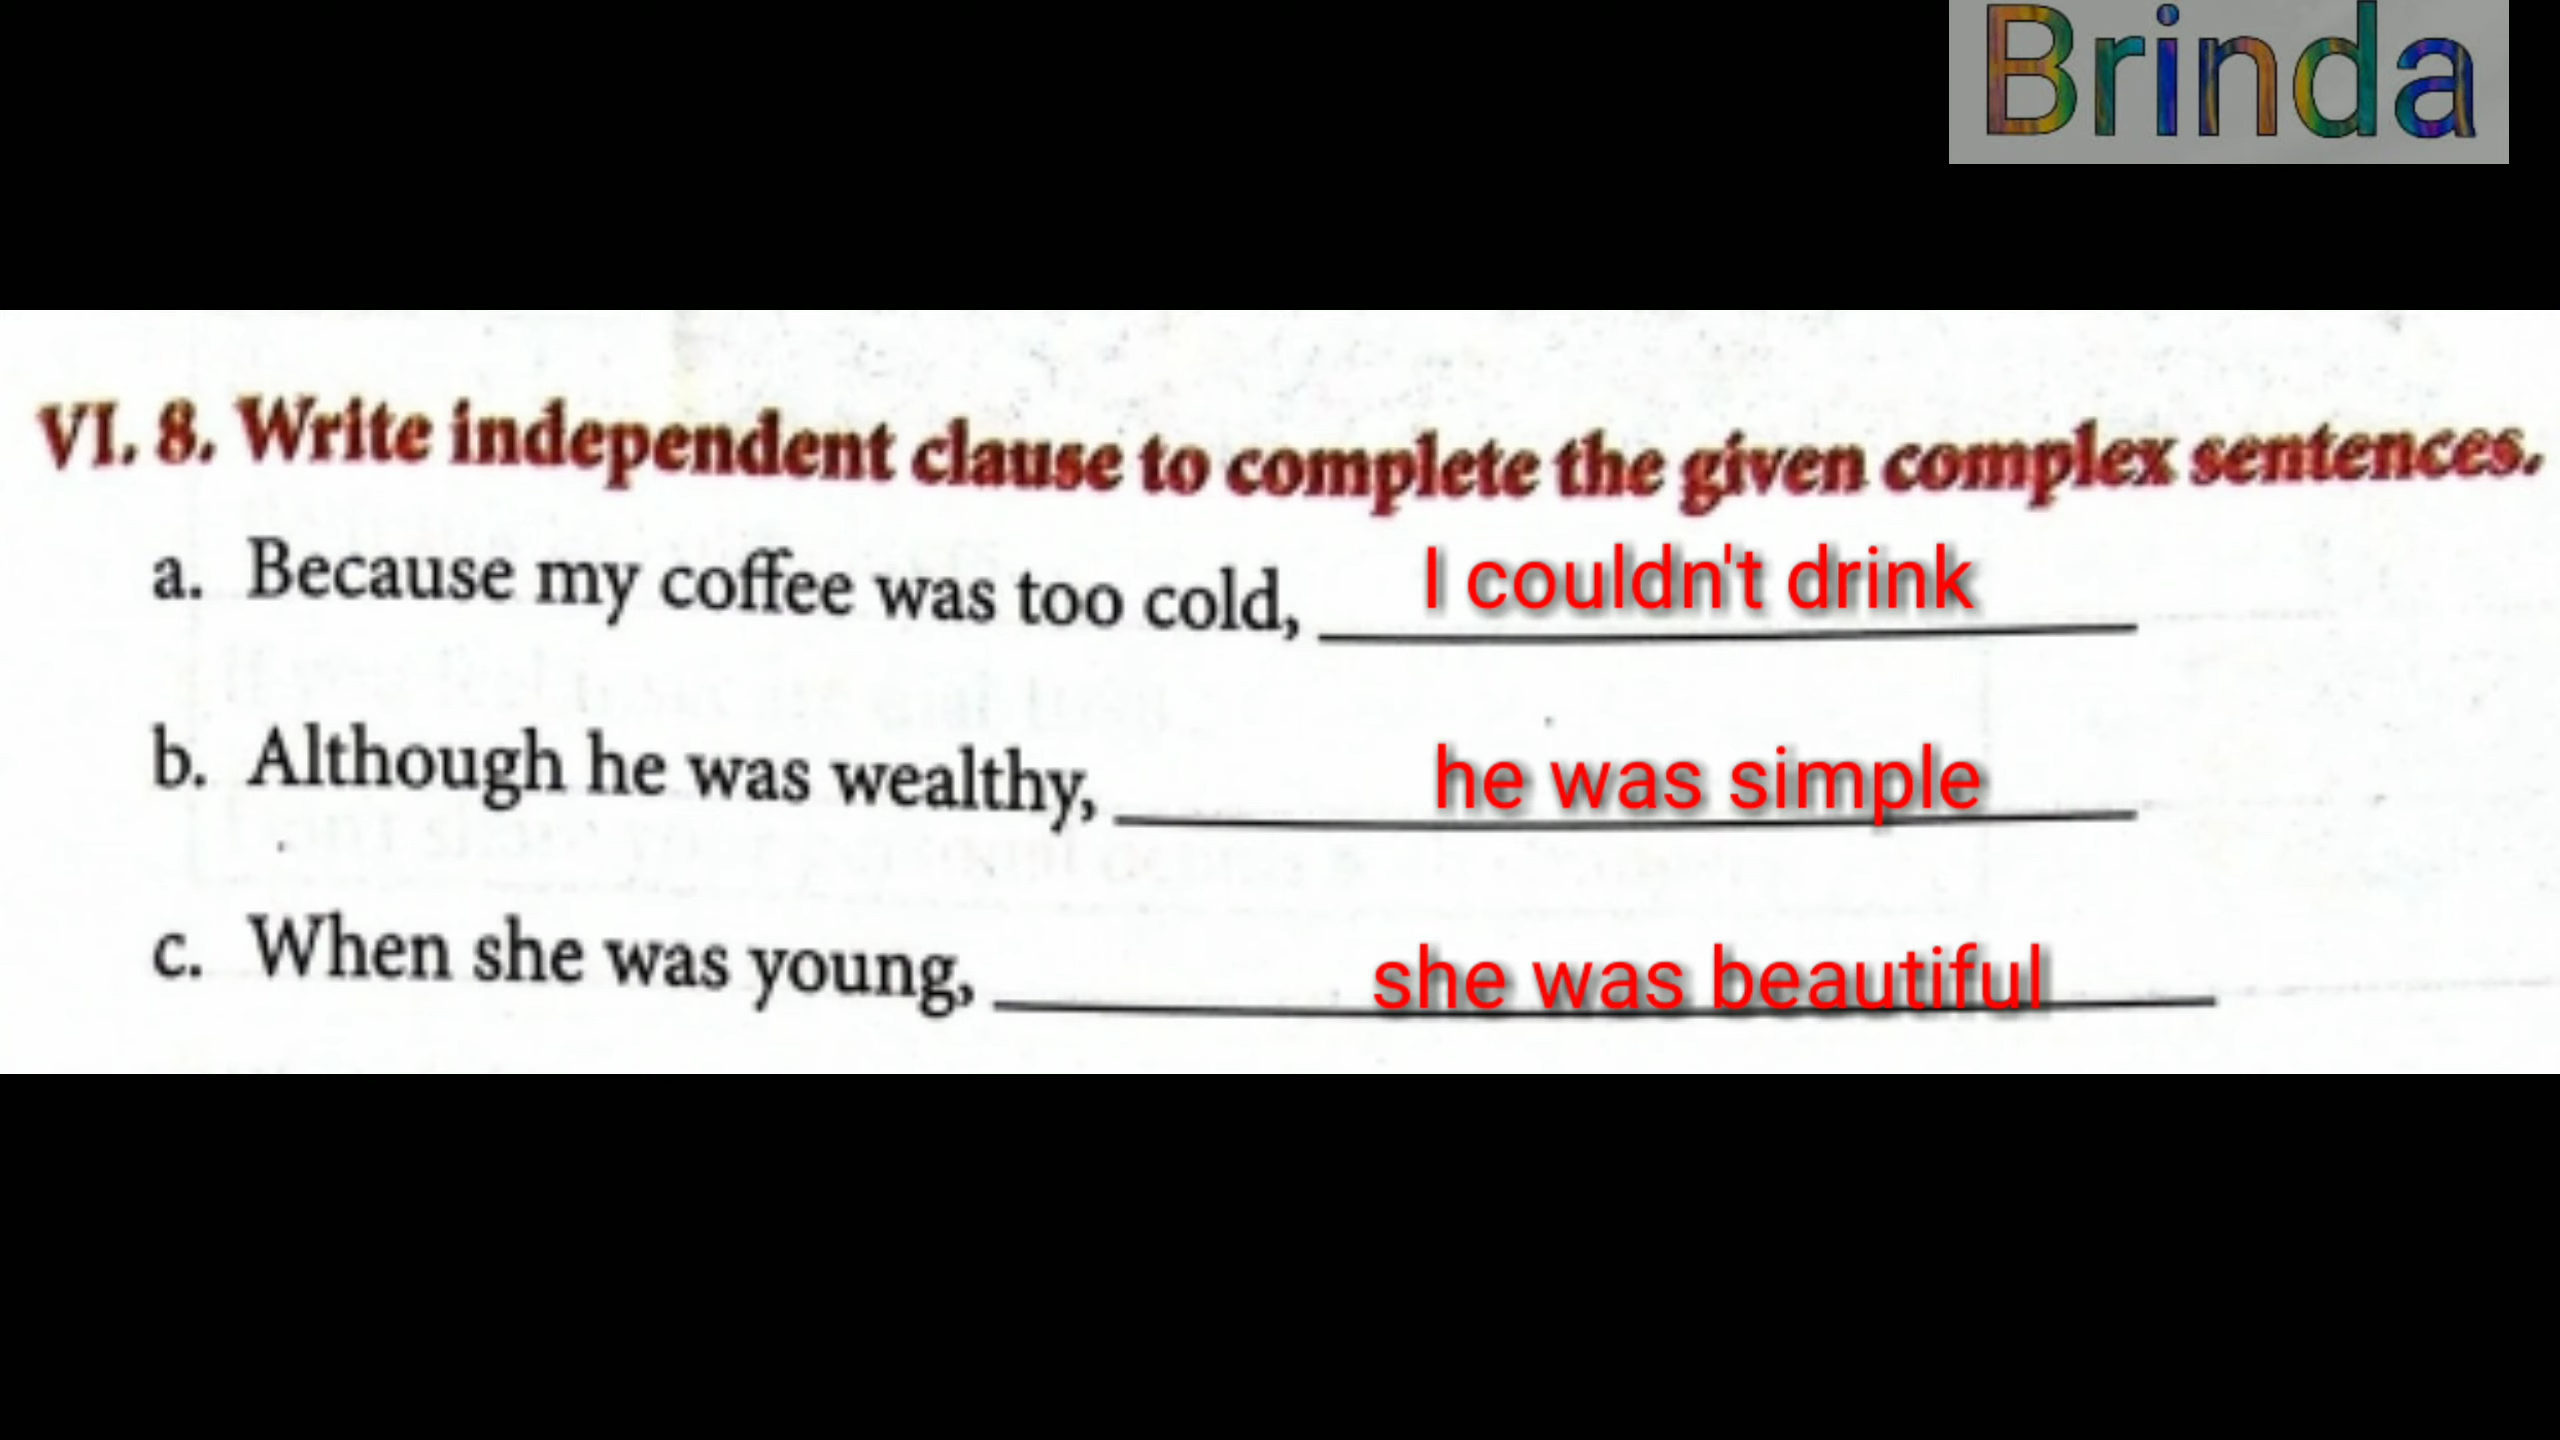 Brinda
VI. 8. Write independent clause to complete the given complex sentences.
a. Because my coffee was too cold, I couldn't drink
b. Although he was wealthy, he was simple
c. When she was young, she was beautiful